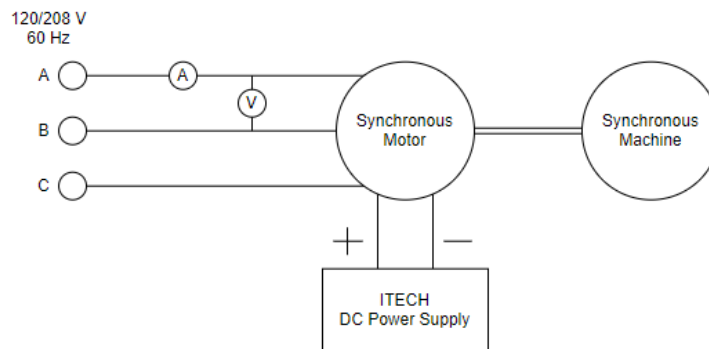 120/208 V
60 Hz
A
A
V
B
C
Synchronous
Motor
Synchronous
Machine
+
—
ITECH
DC Power Supply